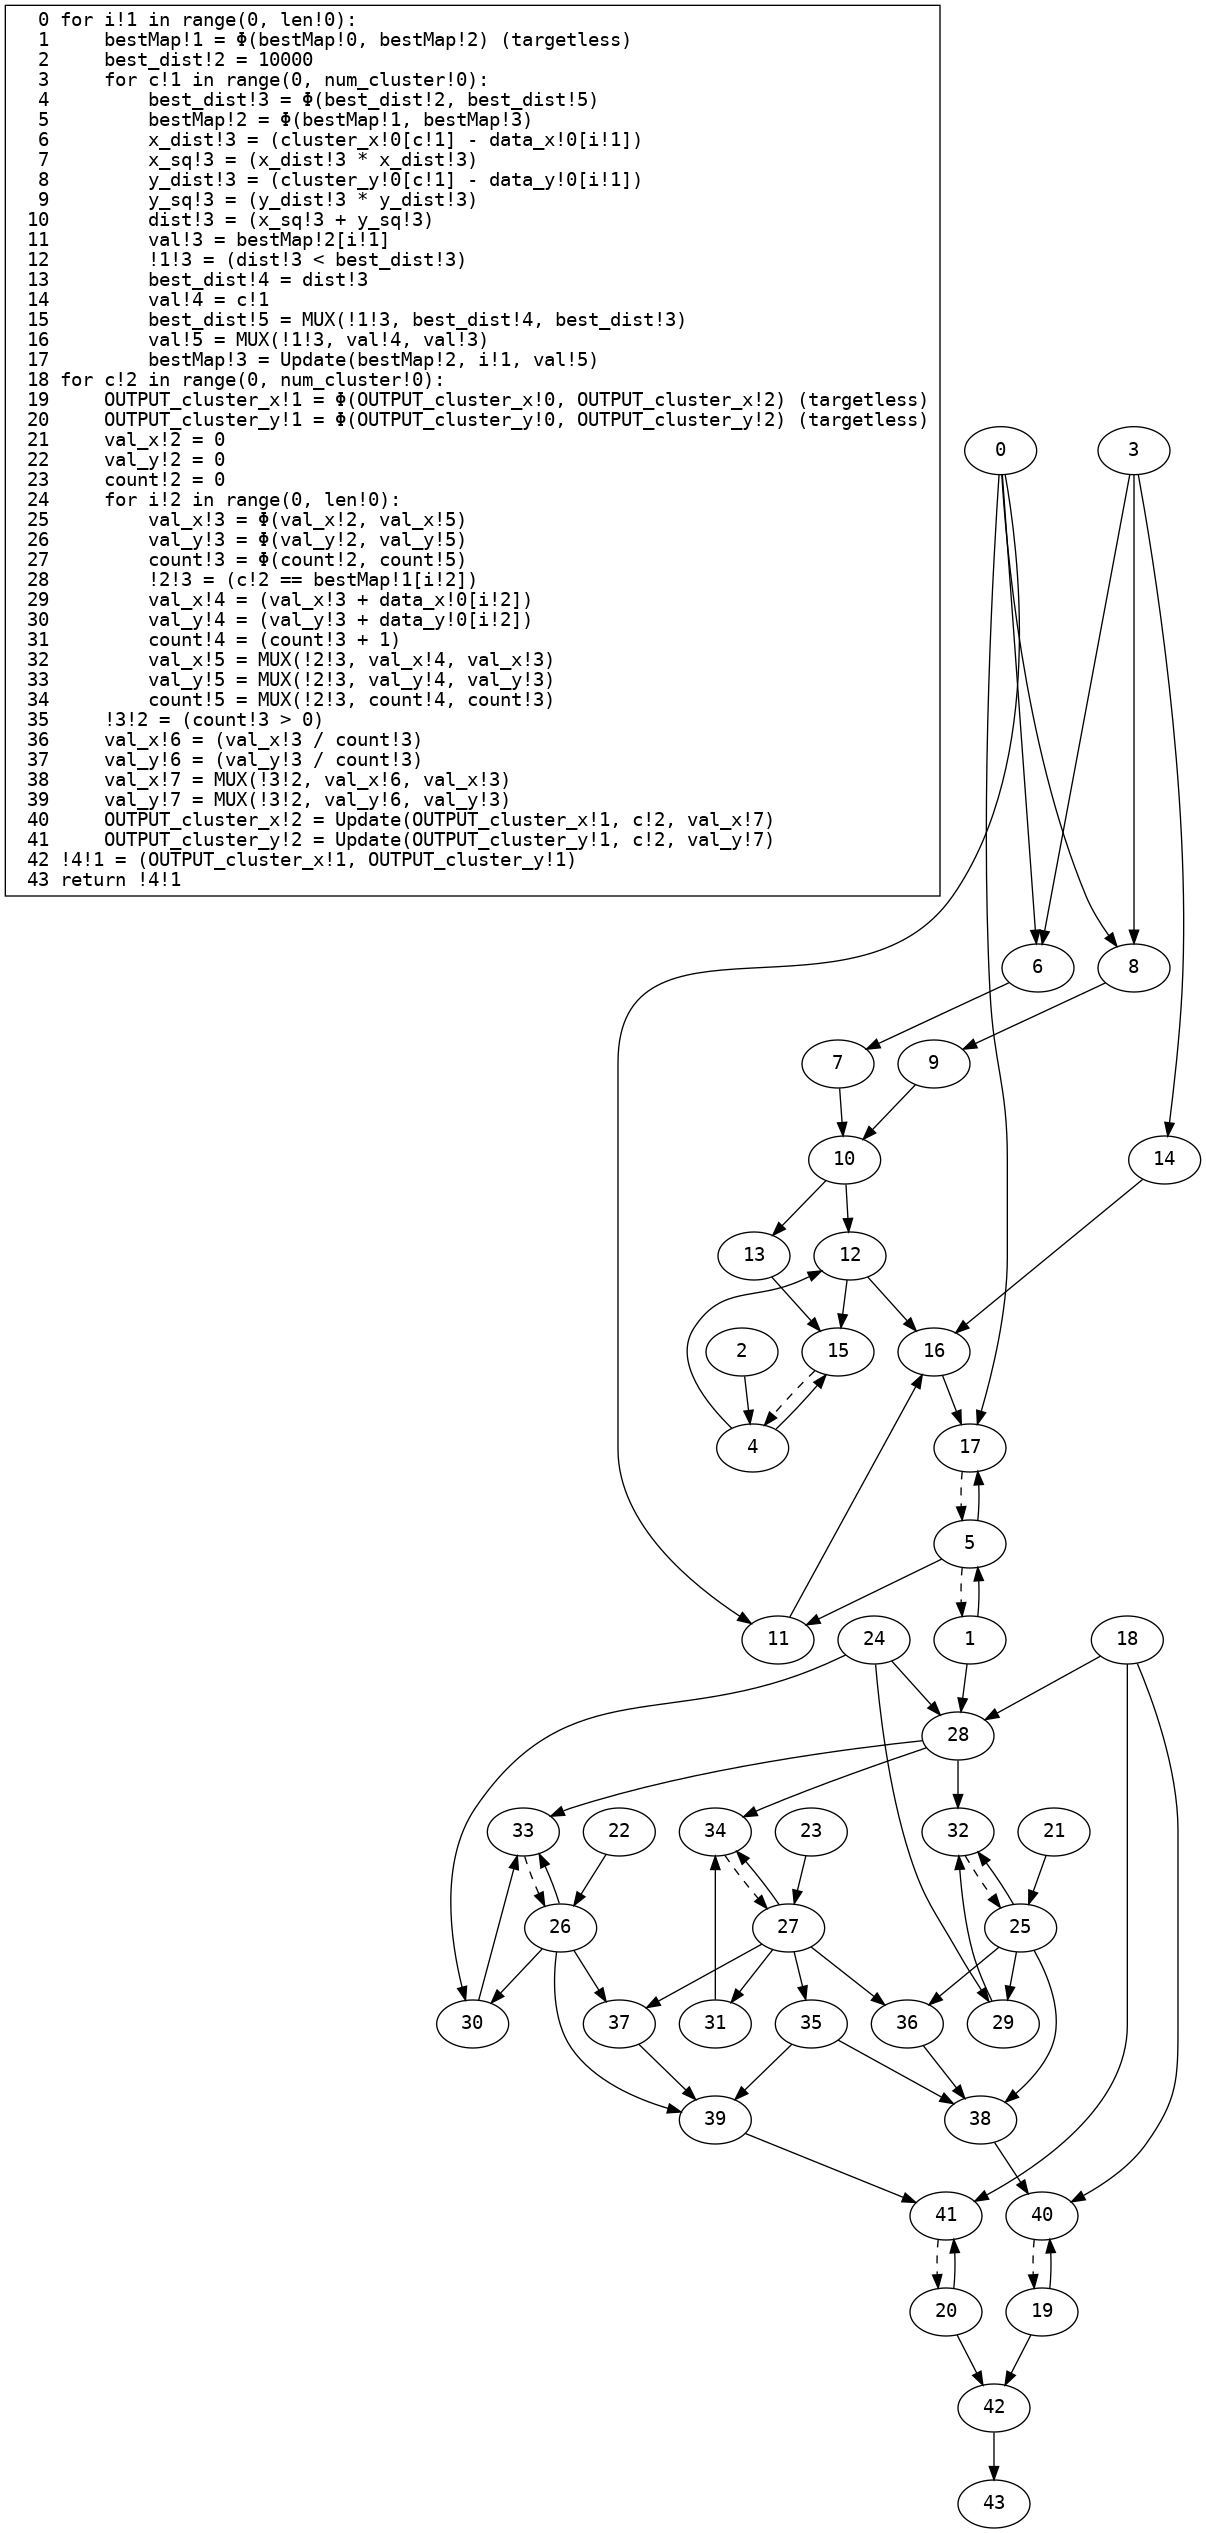 0 for i!1 in range(0, len!0):
1     bestMap!1 = Φ(bestMap!0, bestMap!2) (targetless)
2     best_dist!2 = 10000
3     for c!1 in range(0, num_cluster!0):
4         best_dist!3 = Φ(best_dist!2, best_dist!5)
5         bestMap!2 = Φ(bestMap!1, bestMap!3)
6         x_dist!3 = (cluster_x!0[c!1] - data_x!0[i!1])
7         x_sq!3 = (x_dist!3 * x_dist!3)
8         y_dist!3 = (cluster_y!0[c!1] - data_y!0[i!1])
9         y_sq!3 = (y_dist!3 * y_dist!3)
10         dist!3 = (x_sq!3 + y_sq!3)
11         val!3 = bestMap!2[i!1]
12         !1!3 = (dist!3 < best_dist!3)
13         best_dist!4 = dist!3
14         val!4 = c!1
15         best_dist!5 = MUX(!1!3, best_dist!4, best_dist!3)
16         val!5 = MUX(!1!3, val!4, val!3)
17         bestMap!3 = Update(bestMap!2, i!1, val!5)
18 for c!2 in range(0, num_cluster!0):
19     OUTPUT_cluster_x!1 = Φ(OUTPUT_cluster_x!0, OUTPUT_cluster_x!2) (targetless)
20     OUTPUT_cluster_y!1 = Φ(OUTPUT_cluster_y!0, OUTPUT_cluster_y!2) (targetless)
21     val_x!2 = 0
22     val_y!2 = 0
23     count!2 = 0
24     for i!2 in range(0, len!0):
25         val_x!3 = Φ(val_x!2, val_x!5)
26         val_y!3 = Φ(val_y!2, val_y!5)
27         count!3 = Φ(count!2, count!5)
28         !2!3 = (c!2 == bestMap!1[i!2])
29         val_x!4 = (val_x!3 + data_x!0[i!2])
30         val_y!4 = (val_y!3 + data_y!0[i!2])
31         count!4 = (count!3 + 1)
32         val_x!5 = MUX(!2!3, val_x!4, val_x!3)
33         val_y!5 = MUX(!2!3, val_y!4, val_y!3)
34         count!5 = MUX(!2!3, count!4, count!3)
35     !3!2 = (count!3 > 0)
36     val_x!6 = (val_x!3 / count!3)
37     val_y!6 = (val_y!3 / count!3)
38     val_x!7 = MUX(!3!2, val_x!6, val_x!3)
39     val_y!7 = MUX(!3!2, val_y!6, val_y!3)
40     OUTPUT_cluster_x!2 = Update(OUTPUT_cluster_x!1, c!2, val_x!7)
41     OUTPUT_cluster_y!2 = Update(OUTPUT_cluster_y!1, c!2, val_y!7)
42 !4!1 = (OUTPUT_cluster_x!1, OUTPUT_cluster_y!1)
43 return !4!1
0 3
6 8
7 9
10 14
13 12
2 15 16
4 17
5
11 24 1 18
28
33 22 34 23 32 21
26 27 25
30 37 31 35 36 29
39 38
41 40
20 19
42
43